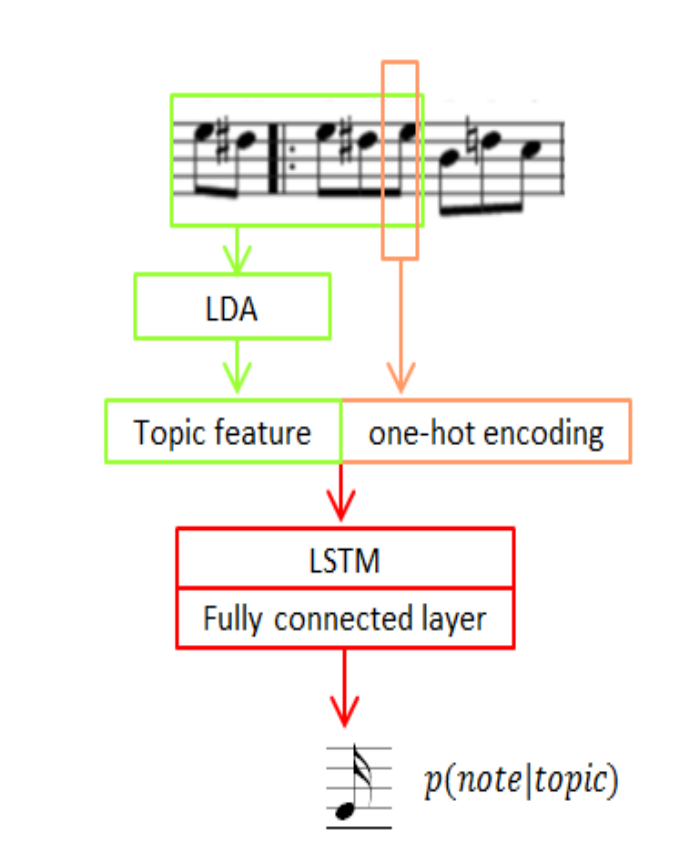 LDA
Topic feature
one-hot encoding
LSTM
Fully connected layer
p(note|topic)